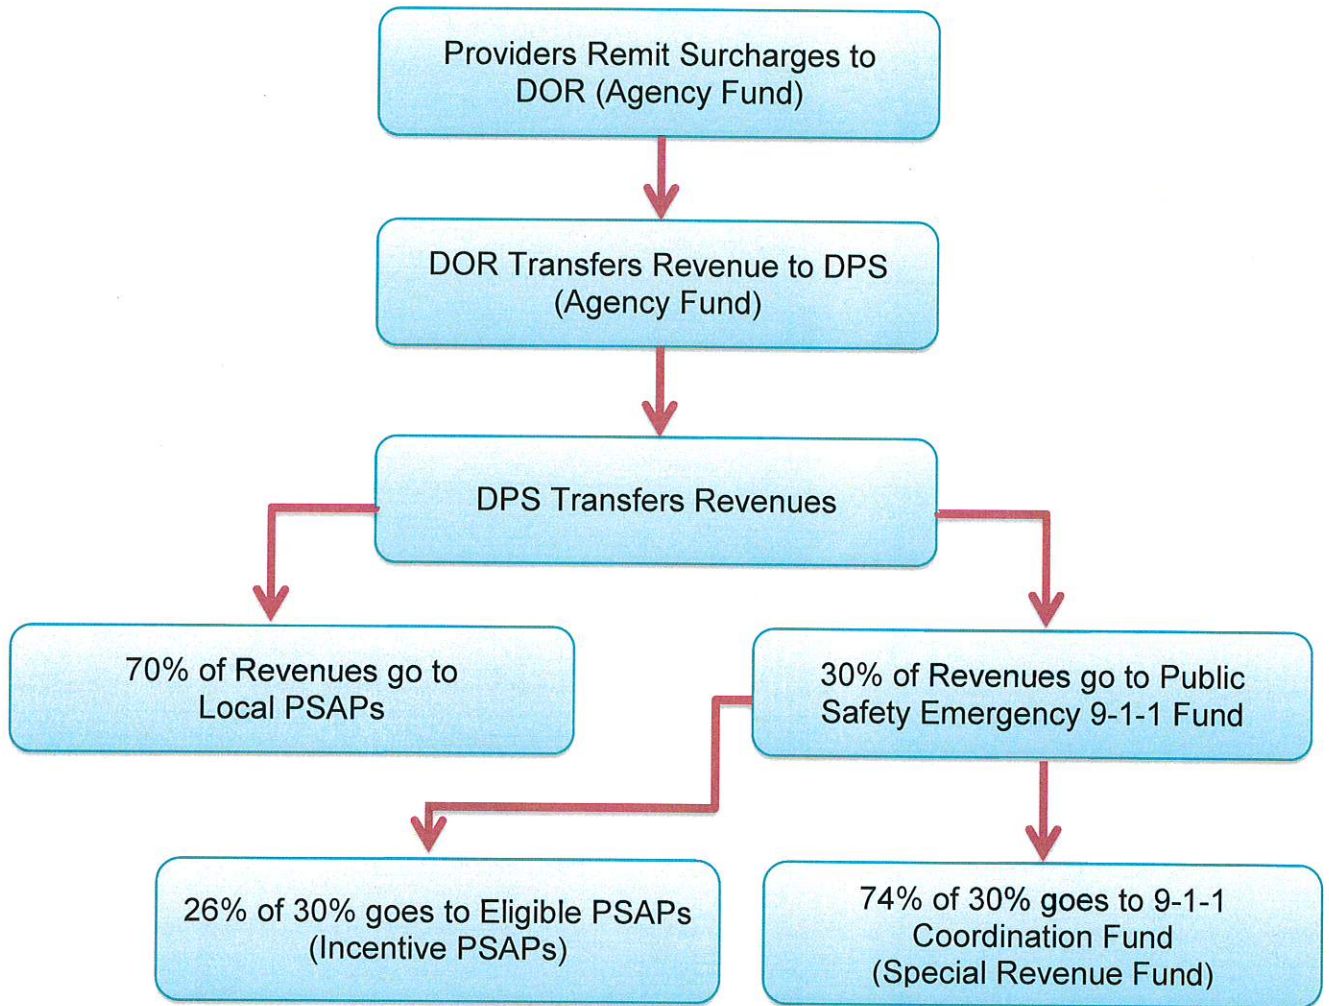 Providers Remit Surcharges to
DOR (Agency Fund)
DOR Transfers Revenue to DPS
(Agency Fund)
DPS Transfers Revenues
70% of Revenues go to
Local PSAPs
30% of Revenues go to Public
Safety Emergency 9-1-1 Fund
26% of 30% goes to Eligible PSAPs
(Incentive PSAPs)
74% of 30% goes to 9-1-1
Coordination Fund
(Special Revenue Fund)